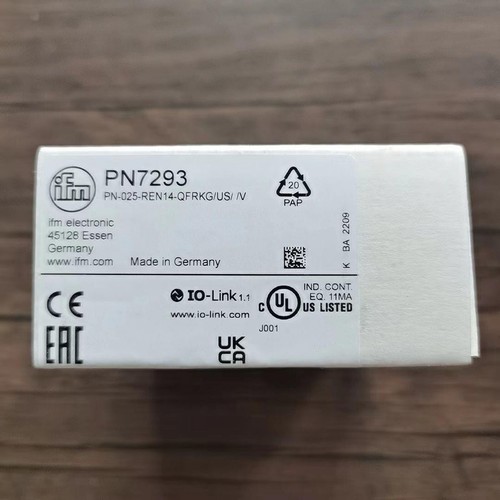 ifm
PN7293
PN-025-REN14-QFRKG/US/ /V
ifm electronic
45128 Essen
Germany
www.ifm.com
Made in Germany
20
PAP
K BA 2209
IO-Link 1.1
www.io-link.com
C UL US LISTED
IND. CONT.
EQ. 11MA
J001
CE
EAC
UK
CA